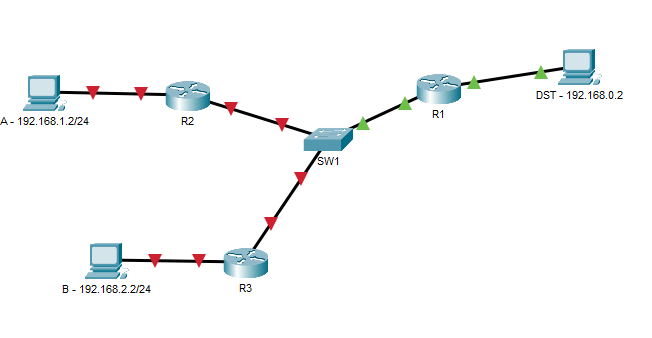 A - 192.168.1.2/24
R2
R1
DST - 192.168.0.2
SW1
B - 192.168.2.2/24
R3